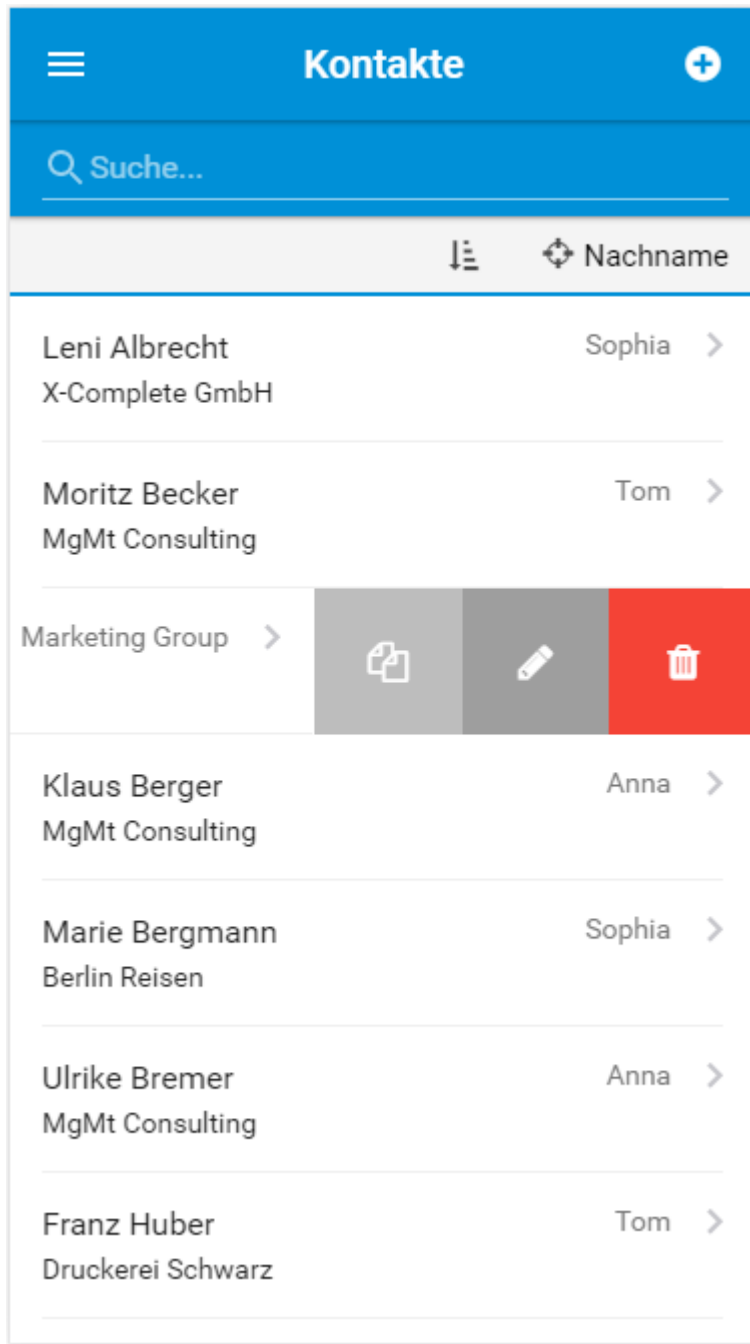 Kontakte
Suche...
Nachname
Leni Albrecht Sophia
X-Complete GmbH
Moritz Becker Tom
MgMt Consulting
Marketing Group
Klaus Berger Anna
MgMt Consulting
Marie Bergmann Sophia
Berlin Reisen
Ulrike Bremer Anna
MgMt Consulting
Franz Huber Tom
Druckerei Schwarz